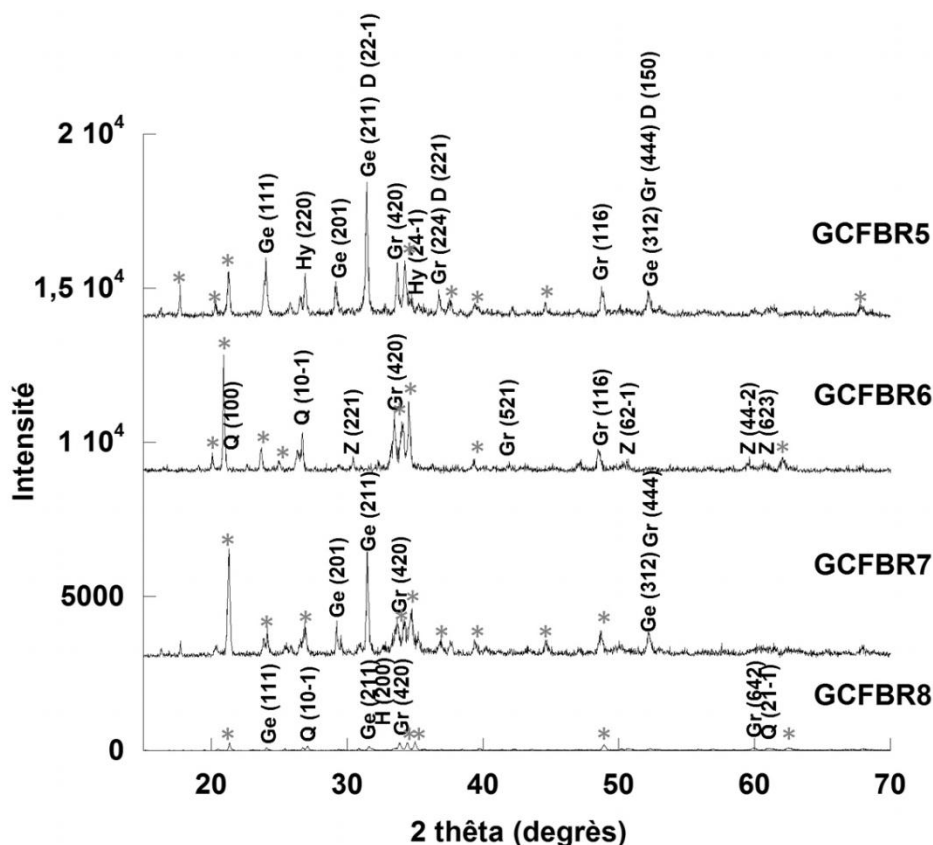 2 10⁴
1,5 10⁴
1 10⁴
5000
0
Intensité
20
30
40
50
60
70
2 thêta (degrès)
GCFBR5
*
*
*
Ge (111)
Hy (220)
Ge (201)
Ge (211) D (22-1)
Gr (420)
*
Hy (24-1)
Gr (224) D (221)
*
*
*
Gr (116)
Ge (312) Gr (444) D (150)
*
GCFBR6
*
*
Q (100)
*
*
Q (10-1)
Z (221)
Gr (420)
*
*
*
Gr (521)
Gr (116)
Z (62-1)
Z (44-2)
Z (623)
*
GCFBR7
*
*
*
Ge (201)
Ge (211)
Gr (420)
*
*
*
*
*
*
Ge (312) Gr (444)
GCFBR8
*
Ge (111)
Q (10-1)
Ge (211)
H (200)
Gr (420)
*
*
*
Gr (642)
Q (21-1)
*